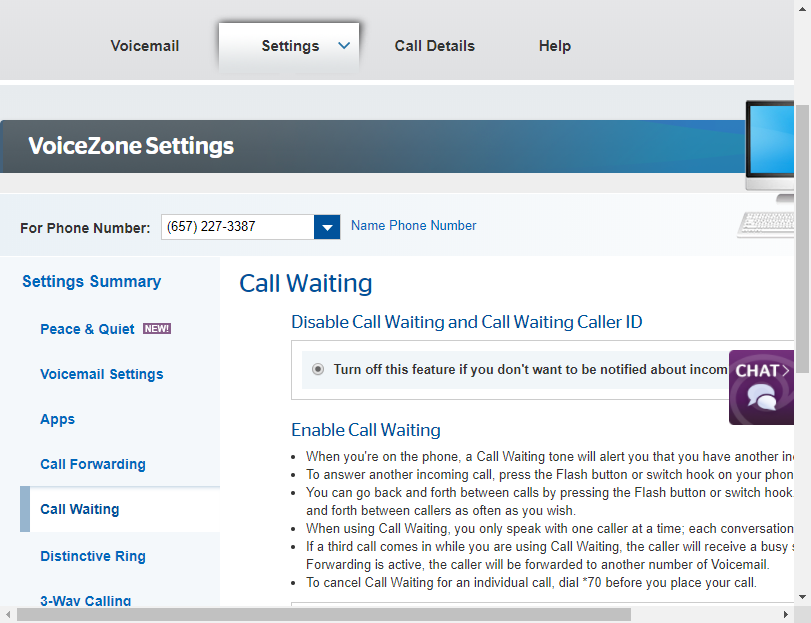 Voicemail
Settings
Call Details
Help
VoiceZone Settings
For Phone Number:
(657) 227-3387
Name Phone Number
Settings Summary
Peace & Quiet NEW!
Voicemail Settings
Apps
Call Forwarding
Call Waiting
Distinctive Ring
3-Way Calling
Call Waiting
Disable Call Waiting and Call Waiting Caller ID
Turn off this feature if you don't want to be notified about incom
CHAT
Enable Call Waiting
When you're on the phone, a Call Waiting tone will alert you that you have another in
To answer another incoming call, press the Flash button or switch hook on your phon
You can go back and forth between calls by pressing the Flash button or switch hook
and forth between callers as often as you wish.
When using Call Waiting, you only speak with one caller at a time; each conversation
If a third call comes in while you are using Call Waiting, the caller will receive a busy s
Forwarding is active, the caller will be forwarded to another number of Voicemail.
To cancel Call Waiting for an individual call, dial *70 before you place your call.